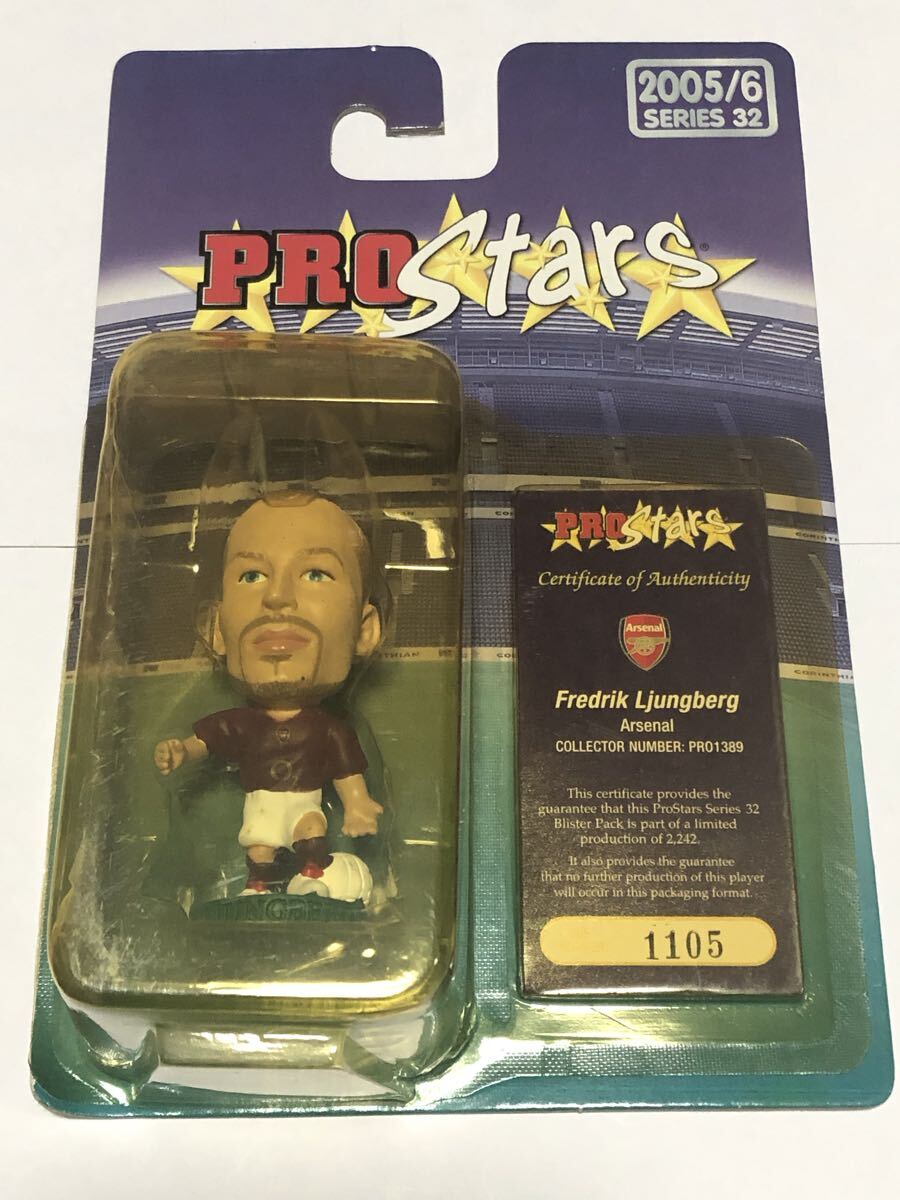 2005/6
SERIES 32
PROStars®
PROStars
Certificate of Authenticity
Arsenal
Fredrik Ljungberg
Arsenal
COLLECTOR NUMBER: PRO1389
This certificate provides the
guarantee that this ProStars Series 32
Blister Pack is part of a limited
production of 2,242.
It also provides the guarantee
that no further production of this player
will occur in this packaging format.
1105
CORINTHIAN